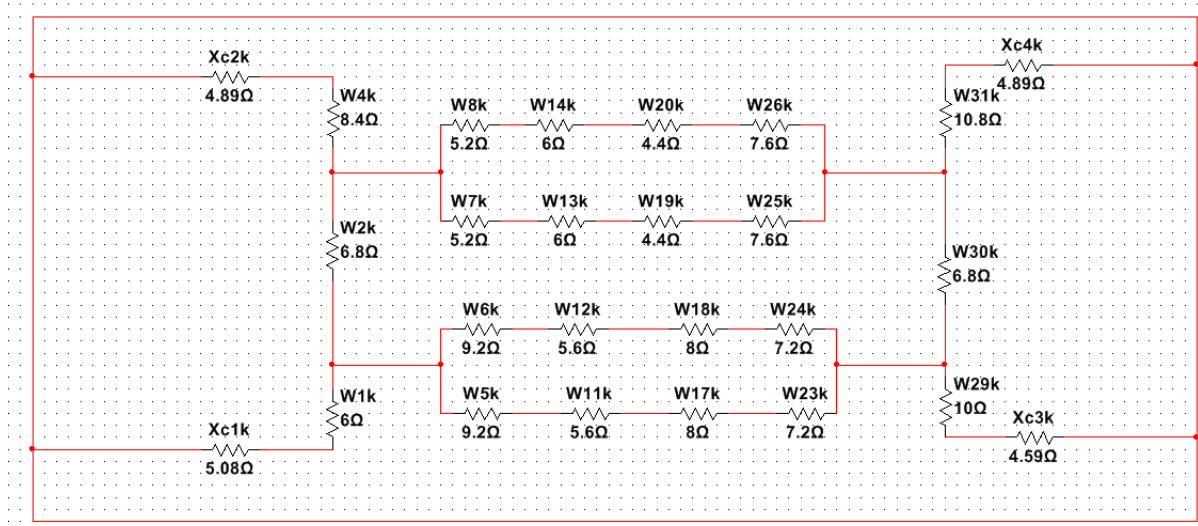 Xc2k
4.89Ω
W4k
8.4Ω
W8k
5.2Ω
W14k
6Ω
W20k
4.4Ω
W26k
7.6Ω
Xc4k
4.89Ω
W31k
10.8Ω
W7k
5.2Ω
W13k
6Ω
W19k
4.4Ω
W25k
7.6Ω
W2k
6.8Ω
W30k
6.8Ω
W6k
9.2Ω
W12k
5.6Ω
W18k
8Ω
W24k
7.2Ω
W5k
9.2Ω
W11k
5.6Ω
W17k
8Ω
W23k
7.2Ω
W1k
6Ω
W29k
10Ω
Xc1k
5.08Ω
Xc3k
4.59Ω